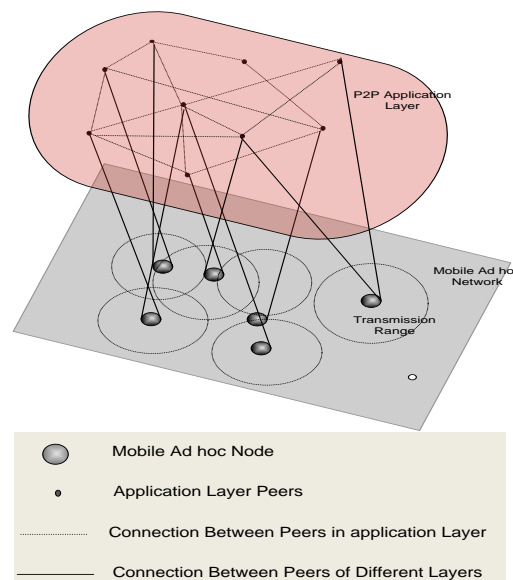 P2P Application
Layer
Mobile Ad ho
Network
Transmission
Range
Mobile Ad hoc Node
Application Layer Peers
Connection Between Peers in application Layer
Connection Between Peers of Different Layers